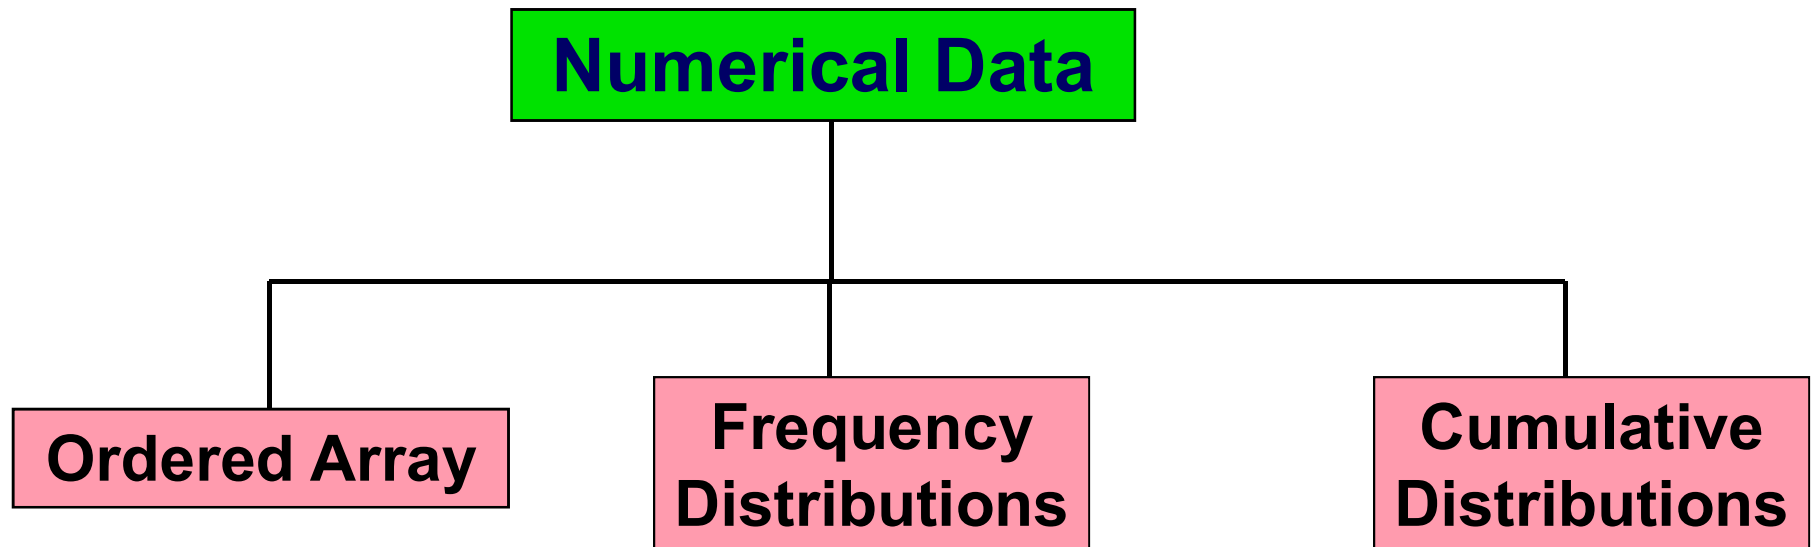 Numerical Data
Ordered Array
Frequency
Distributions
Cumulative
Distributions